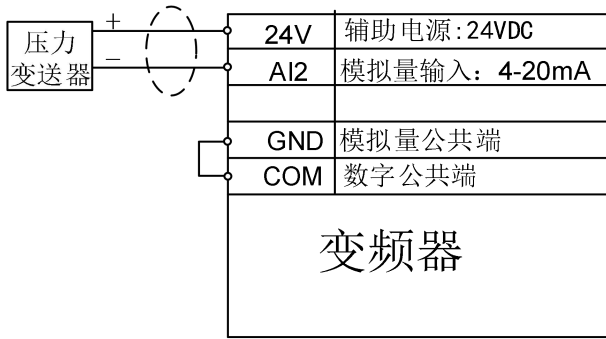 压力
变送器
+
−
24V 辅助电源:24VDC
AI2 模拟量输入：4-20mA
GND 模拟量公共端
COM 数字公共端
变频器